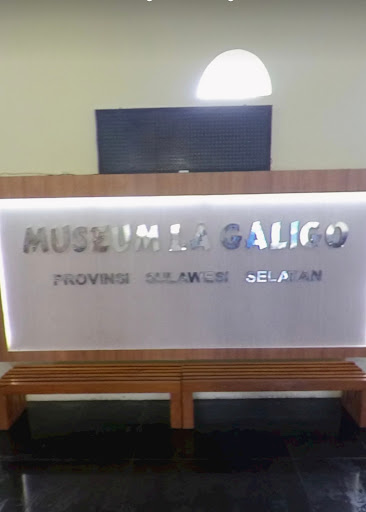 MUSEUM LA GALIGO
PROVINSI SULAWESI SELATAN